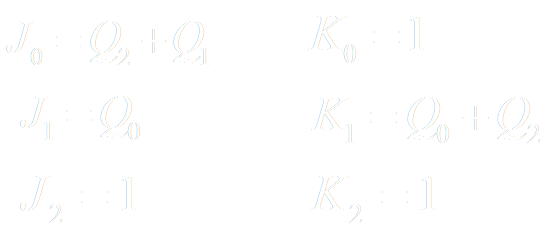 J₀ = Q₂ + Q₁ K₀ = 1
J₁ = Q₀ K₁ = Q₀ + Q₂
J₂ = 1 K₂ = 1